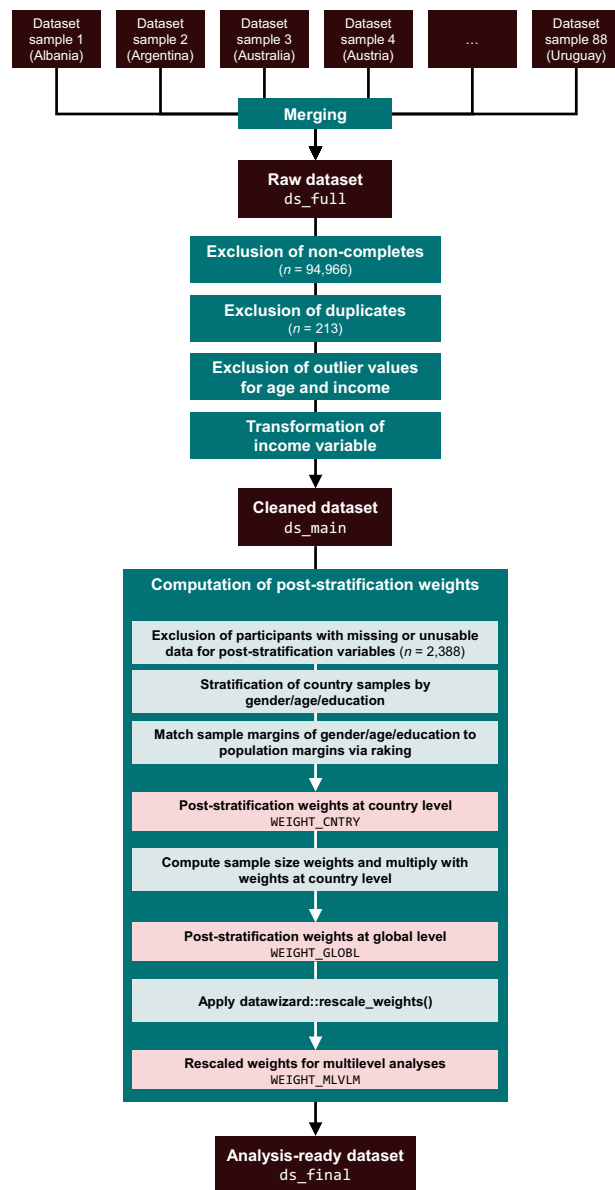 Dataset
sample 1
(Albania)
Dataset
sample 2
(Argentina)
Dataset
sample 3
(Australia)
Dataset
sample 4
(Austria)
...
Dataset
sample 88
(Uruguay)
Merging
Raw dataset
ds_full
Exclusion of non-completes
(n = 94,966)
Exclusion of duplicates
(n = 213)
Exclusion of outlier values
for age and income
Transformation of
income variable
Cleaned dataset
ds_main
Computation of post-stratification weights
Exclusion of participants with missing or unusable
data for post-stratification variables (n = 2,388)
Stratification of country samples by
gender/age/education
Match sample margins of gender/age/education to
population margins via raking
Post-stratification weights at country level
WEIGHT_CNTRY
Compute sample size weights and multiply with
weights at country level
Post-stratification weights at global level
WEIGHT_GLOBL
Apply datawizard::rescale_weights()
Rescaled weights for multilevel analyses
WEIGHT_MLVLM
Analysis-ready dataset
ds_final